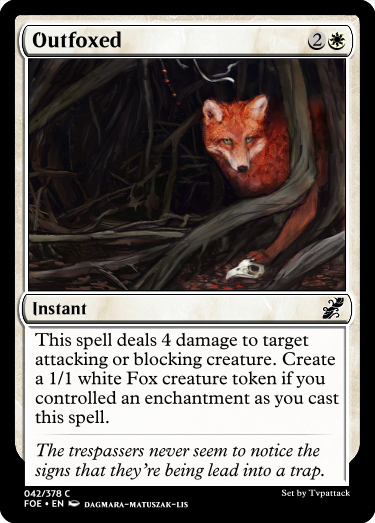 Outfoxed 2
Instant
This spell deals 4 damage to target
attacking or blocking creature. Create
a 1/1 white Fox creature token if you
controlled an enchantment as you cast
this spell.
The trespassers never seem to notice the
signs that they're being lead into a trap.
042/378 C
Set by Tvpattack
FOE • EN DAGMARA-MATUSZAK-LIS